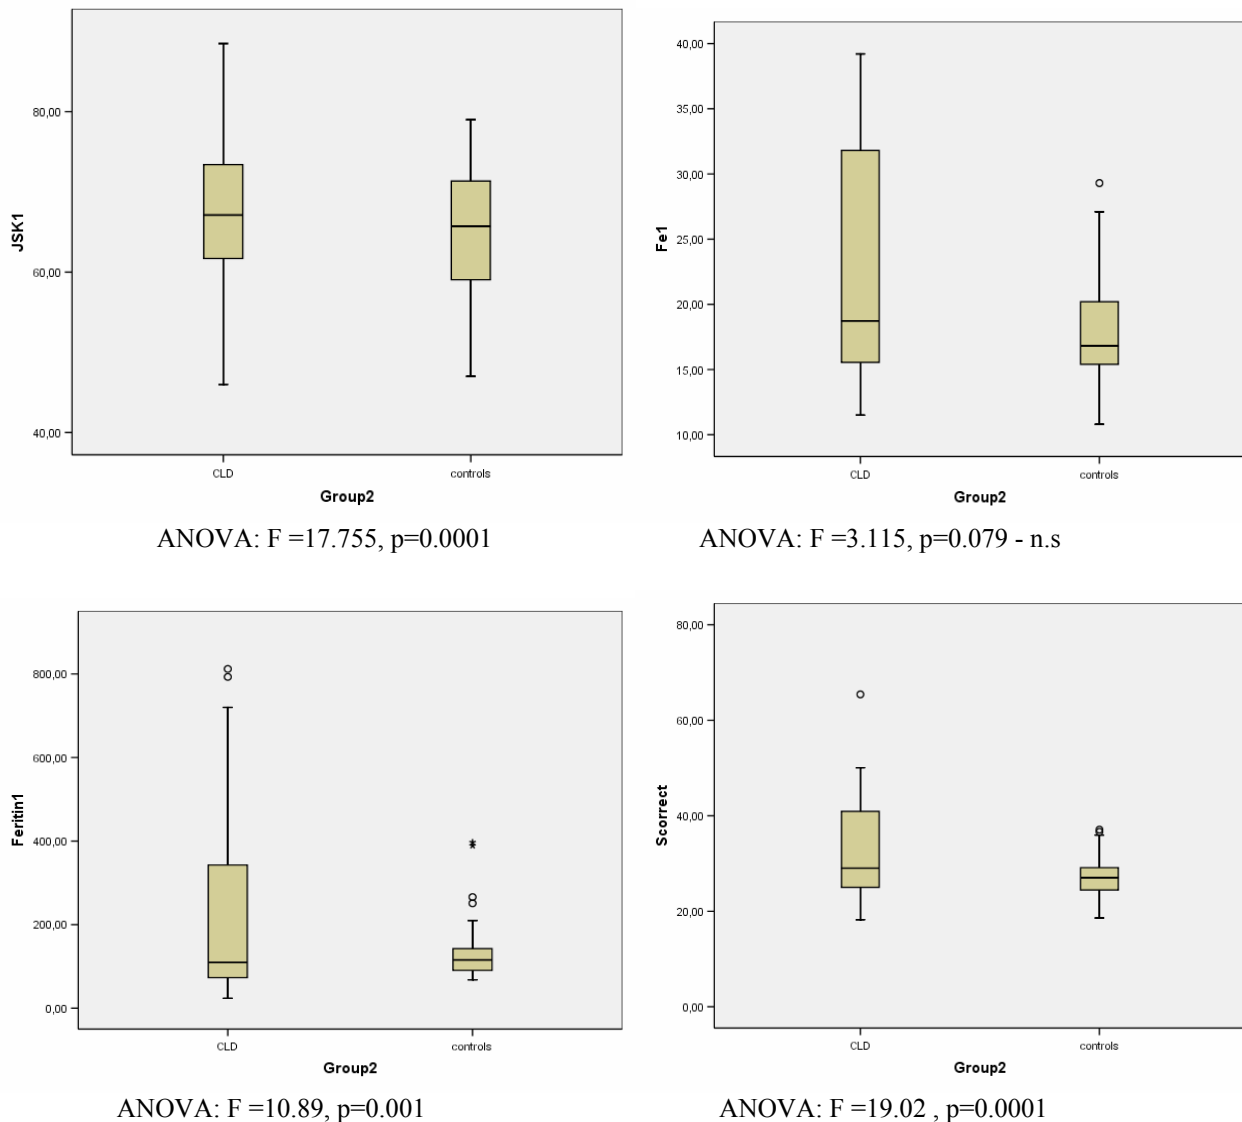 JSK1
80,00
60,00
40,00
CLD
controls
Group2
ANOVA: F =17.755, p=0.0001
Fe1
40,00
35,00
30,00
25,00
20,00
15,00
10,00
CLD
controls
Group2
ANOVA: F =3.115, p=0.079 - n.s
Feritin1
800,00
600,00
400,00
200,00
0,00
CLD
controls
Group2
ANOVA: F =10.89, p=0.001
Scorrect
80,00
60,00
40,00
20,00
0,00
CLD
controls
Group2
ANOVA: F =19.02 , p=0.0001